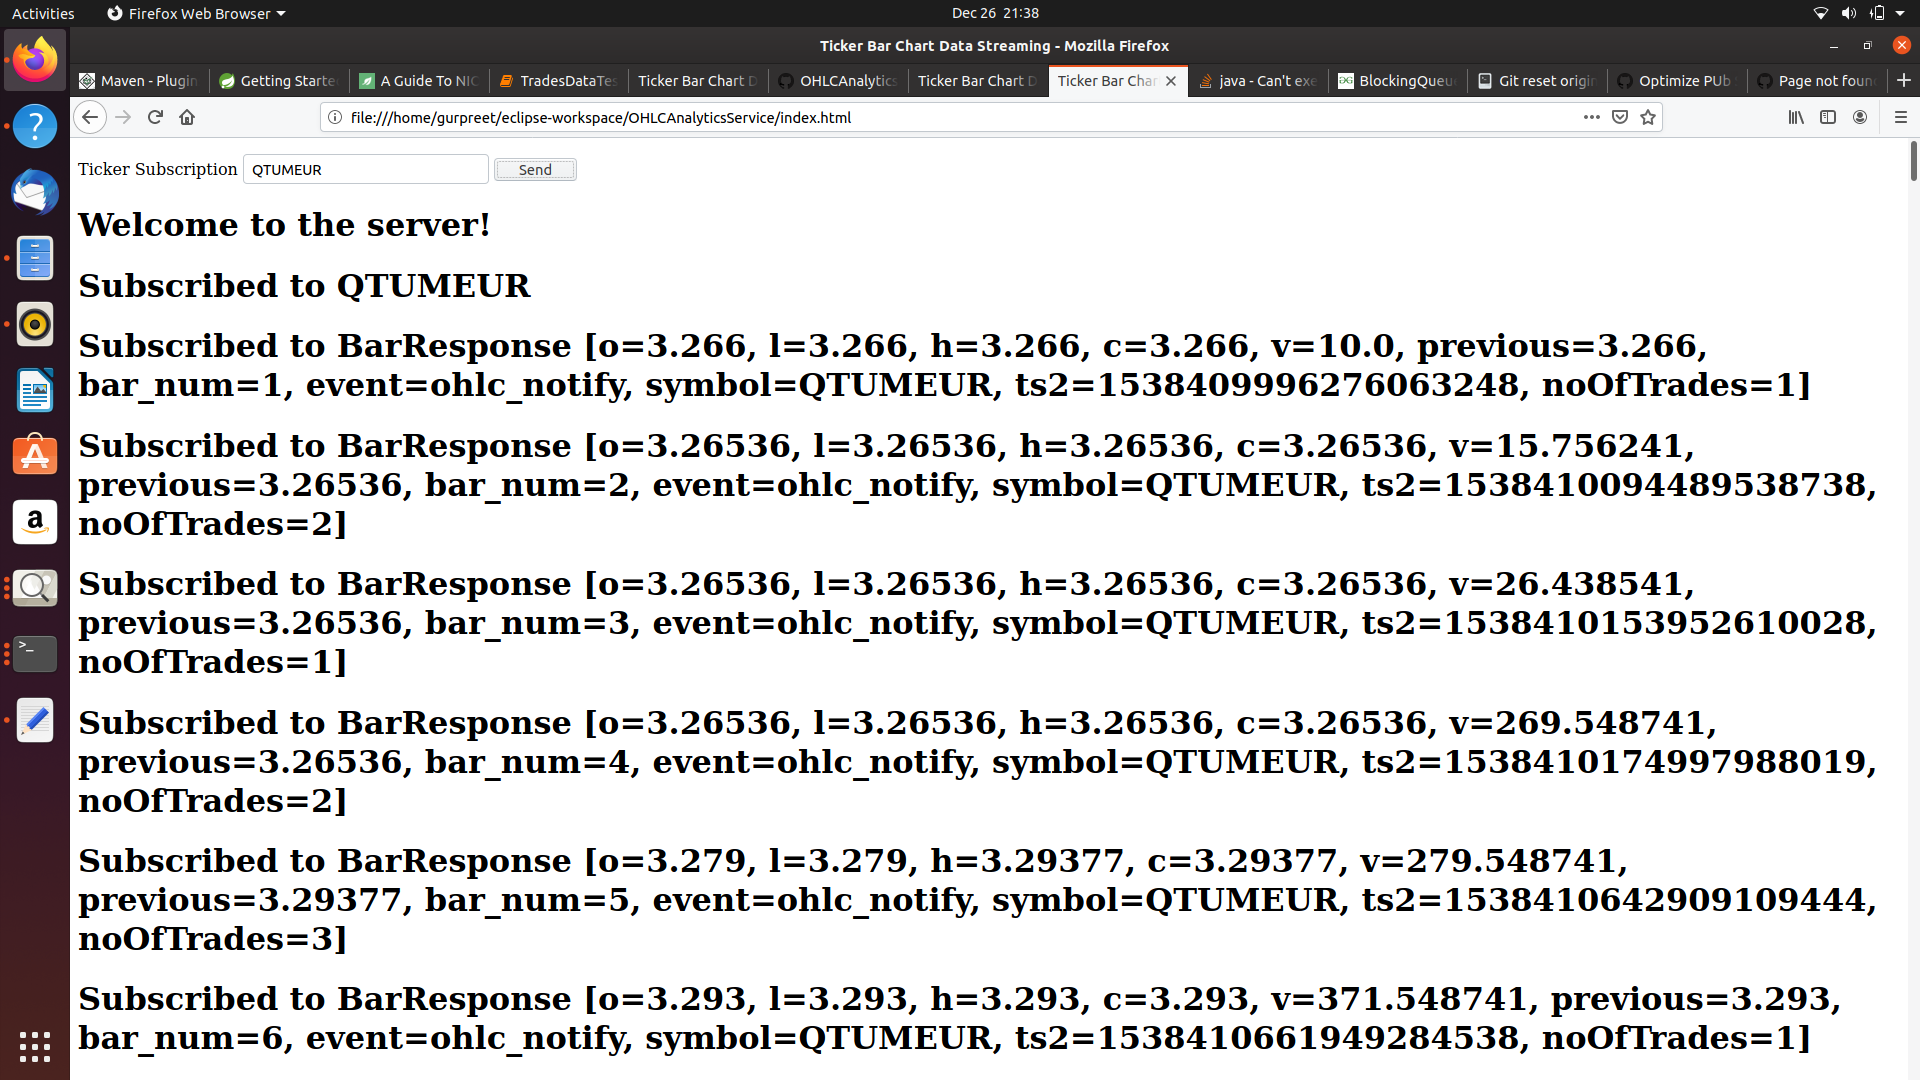 Activities
Firefox Web Browser
Dec 26 21:38
Ticker Bar Chart Data Streaming - Mozilla Firefox
Maven - Plugin
Getting Starte
A Guide To NIO
TradesDataTes
Ticker Bar Chart D
OHLCAnalytics
Ticker Bar Chart D
Ticker Bar Char
java - Can't exe
BlockingQueu
Git reset origin
Optimize PUb
Page not foun
file:///home/gurpreet/eclipse-workspace/OHLCAnalyticsService/index.html
Ticker Subscription QTUMEUR Send
Welcome to the server!
Subscribed to QTUMEUR
Subscribed to BarResponse [o=3.266, l=3.266, h=3.266, c=3.266, v=10.0, previous=3.266,
bar_num=1, event=ohlc_notify, symbol=QTUMEUR, ts2=1538409996276063248, noOfTrades=1]
Subscribed to BarResponse [o=3.26536, l=3.26536, h=3.26536, c=3.26536, v=15.756241,
previous=3.26536, bar_num=2, event=ohlc_notify, symbol=QTUMEUR, ts2=1538410094489538738,
noOfTrades=2]
Subscribed to BarResponse [o=3.26536, l=3.26536, h=3.26536, c=3.26536, v=26.438541,
previous=3.26536, bar_num=3, event=ohlc_notify, symbol=QTUMEUR, ts2=1538410153952610028,
noOfTrades=1]
Subscribed to BarResponse [o=3.26536, l=3.26536, h=3.26536, c=3.26536, v=269.548741,
previous=3.26536, bar_num=4, event=ohlc_notify, symbol=QTUMEUR, ts2=1538410174997988019,
noOfTrades=2]
Subscribed to BarResponse [o=3.279, l=3.279, h=3.29377, c=3.29377, v=279.548741,
previous=3.29377, bar_num=5, event=ohlc_notify, symbol=QTUMEUR, ts2=1538410642909109444,
noOfTrades=3]
Subscribed to BarResponse [o=3.293, l=3.293, h=3.293, c=3.293, v=371.548741, previous=3.293,
bar_num=6, event=ohlc_notify, symbol=QTUMEUR, ts2=1538410661949284538, noOfTrades=1]